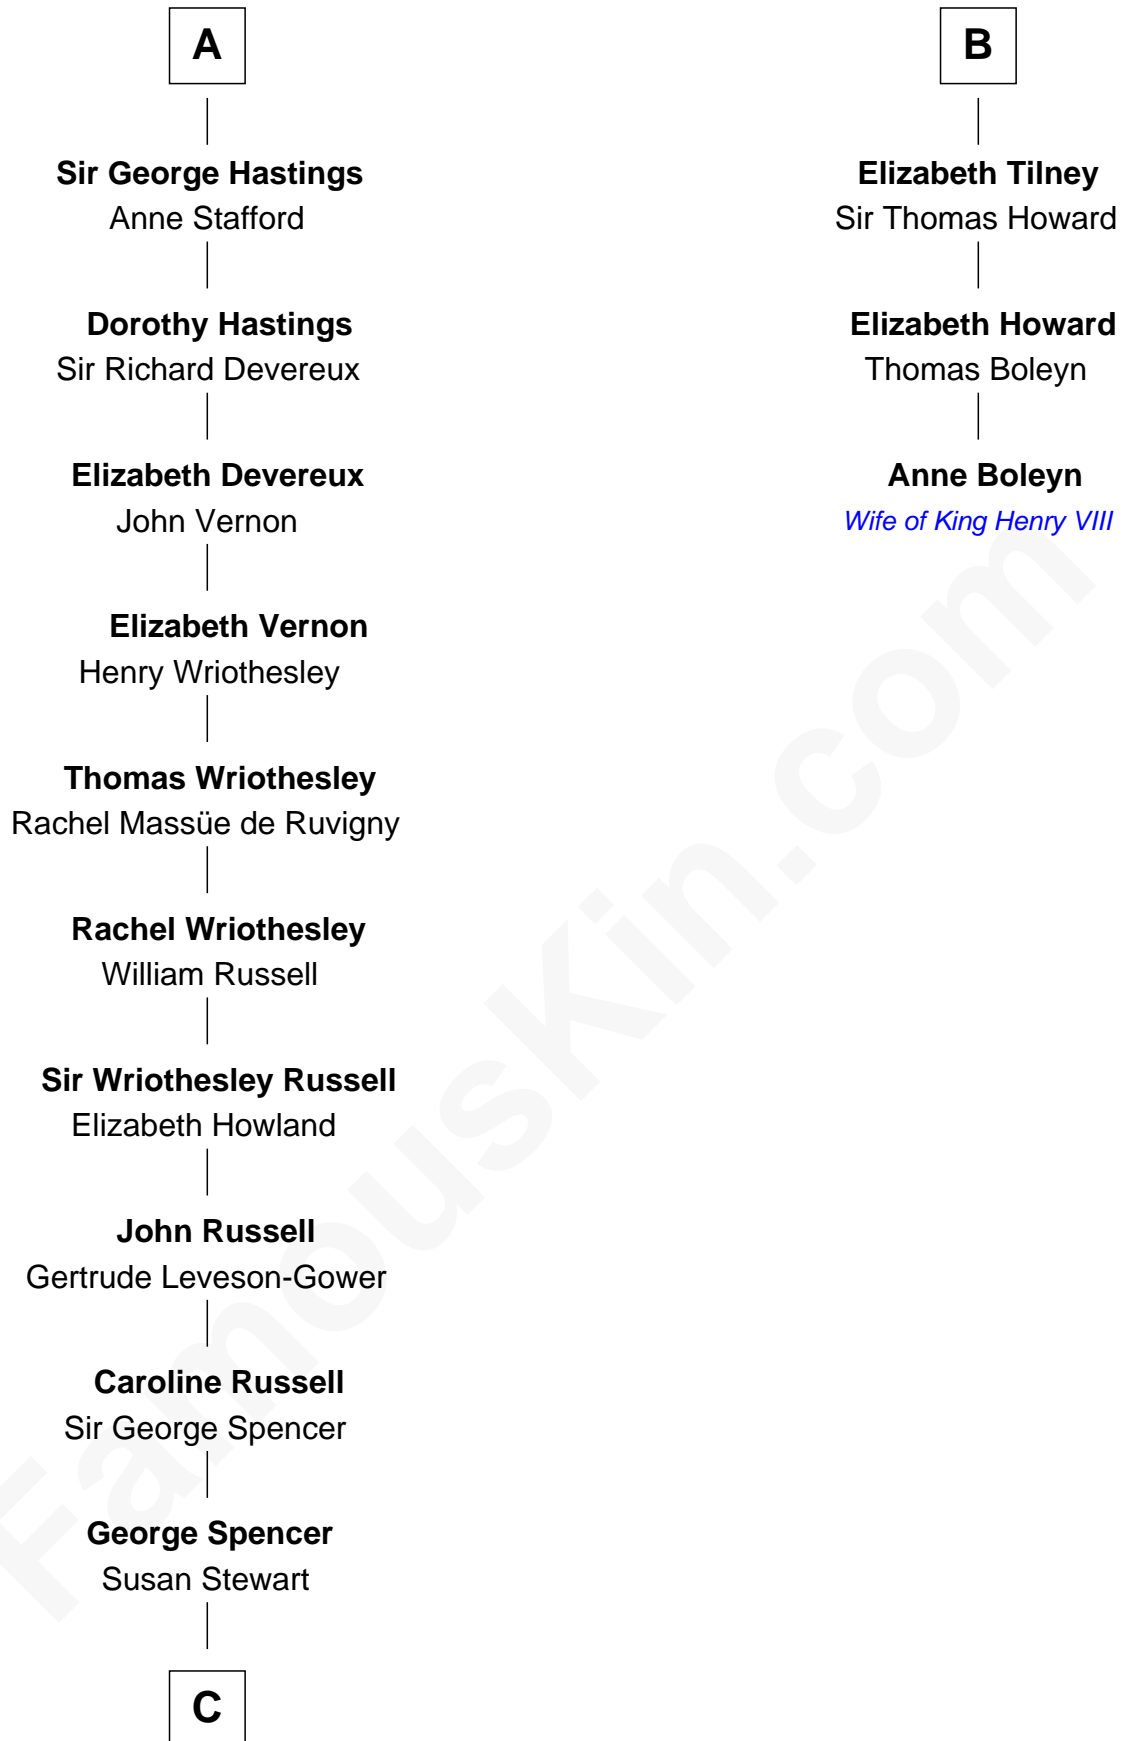 A
Sir George Hastings
Anne Stafford
Dorothy Hastings
Sir Richard Devereux
Elizabeth Devereux
John Vernon
Elizabeth Vernon
Henry Wriothesley
Thomas Wriothesley
Rachel Massüe de Ruvigny
Rachel Wriothesley
William Russell
Sir Wriothesley Russell
Elizabeth Howland
John Russell
Gertrude Leveson-Gower
Caroline Russell
Sir George Spencer
George Spencer
Susan Stewart
C
B
Elizabeth Tilney
Sir Thomas Howard
Elizabeth Howard
Thomas Boleyn
Anne Boleyn
Wife of King Henry VIII
FamousKin.com